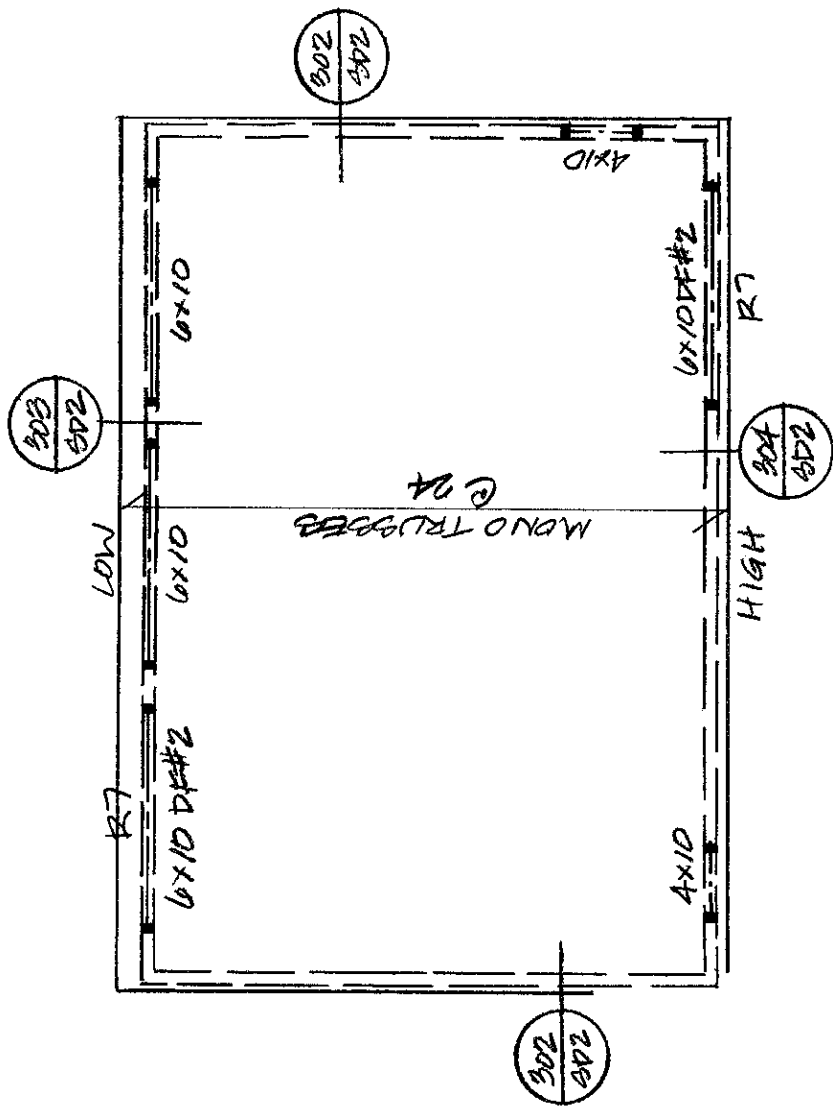 302
SD2
303
SD2
LOW
R7
6x10
6x10
6x10 DF#2
4x10
MONO TRUSSES
@ 24
6x10 DF#2
R7
4x10
HIGH
304
SD2
302
SD2